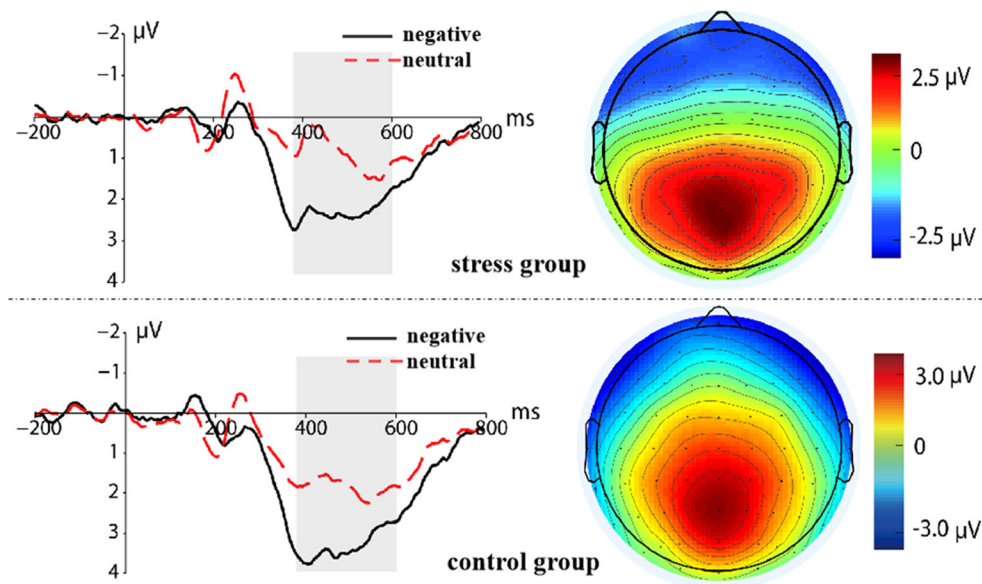 −2 µV
negative
neutral
−1
−200 200 400 600 800 ms
1
2
3
4
stress group
2.5 µV
0
-2.5 µV
−2 µV
negative
neutral
−1
−200 200 400 600 800 ms
1
2
3
4
control group
3.0 µV
0
-3.0 µV